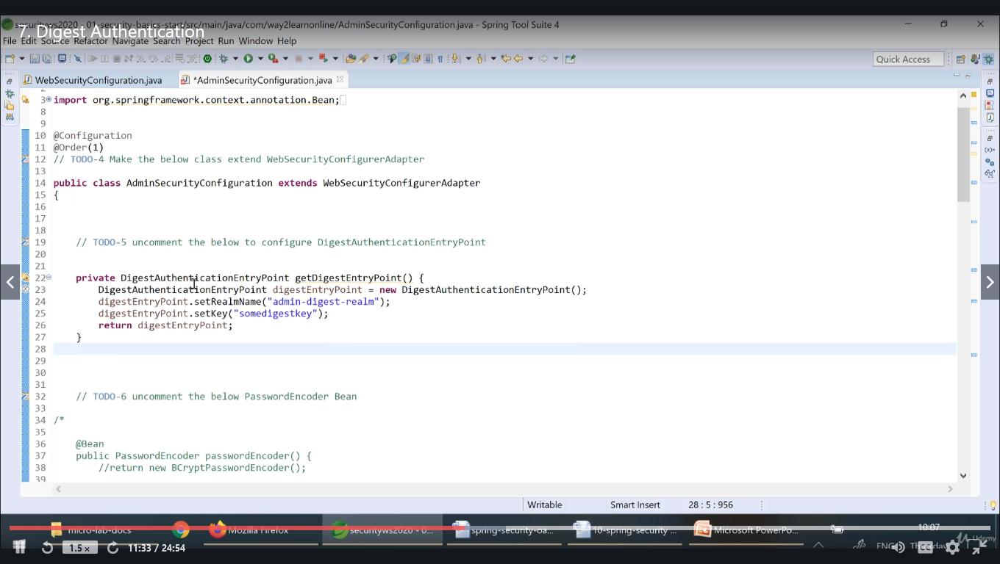 securityws2020 - 01-security-basics-start/src/main/java/com/way2learnonline/AdminSecurityConfiguration.java - Spring Tool Suite 4
7. Digest Authentication
File Edit Source Refactor Navigate Search Project Run Window Help
Quick Access
WebSecurityConfiguration.java *AdminSecurityConfiguration.java
2
3 import org.springframework.context.annotation.Bean;
8
9
10 @Configuration
11 @Order(1)
12 // TODO-4 Make the below class extend WebSecurityConfigurerAdapter
13
14 public class AdminSecurityConfiguration extends WebSecurityConfigurerAdapter
15 {
16
17
18
19 // TODO-5 uncomment the below to configure DigestAuthenticationEntryPoint
20
21
22 private DigestAuthenticationEntryPoint getDigestEntryPoint() {
23 DigestAuthenticationEntryPoint digestEntryPoint = new DigestAuthenticationEntryPoint();
24 digestEntryPoint.setRealmName("admin-digest-realm");
25 digestEntryPoint.setKey("somedigestkey");
26 return digestEntryPoint;
27 }
28
29
30
31
32 // TODO-6 uncomment the below PasswordEncoder Bean
33
34 /*
35
36 @Bean
37 public PasswordEncoder passwordEncoder() {
38 //return new BCryptPasswordEncoder();
39
Writable Smart Insert 28 : 5 : 956
micro-lab-docs Mozilla Firefox securityws2020 - 0... spring-security-oa... 10-spring-security ... Microsoft PowerPo... 10:07
1.5 x 11:33 / 24:54 ENG Thursday Udemy